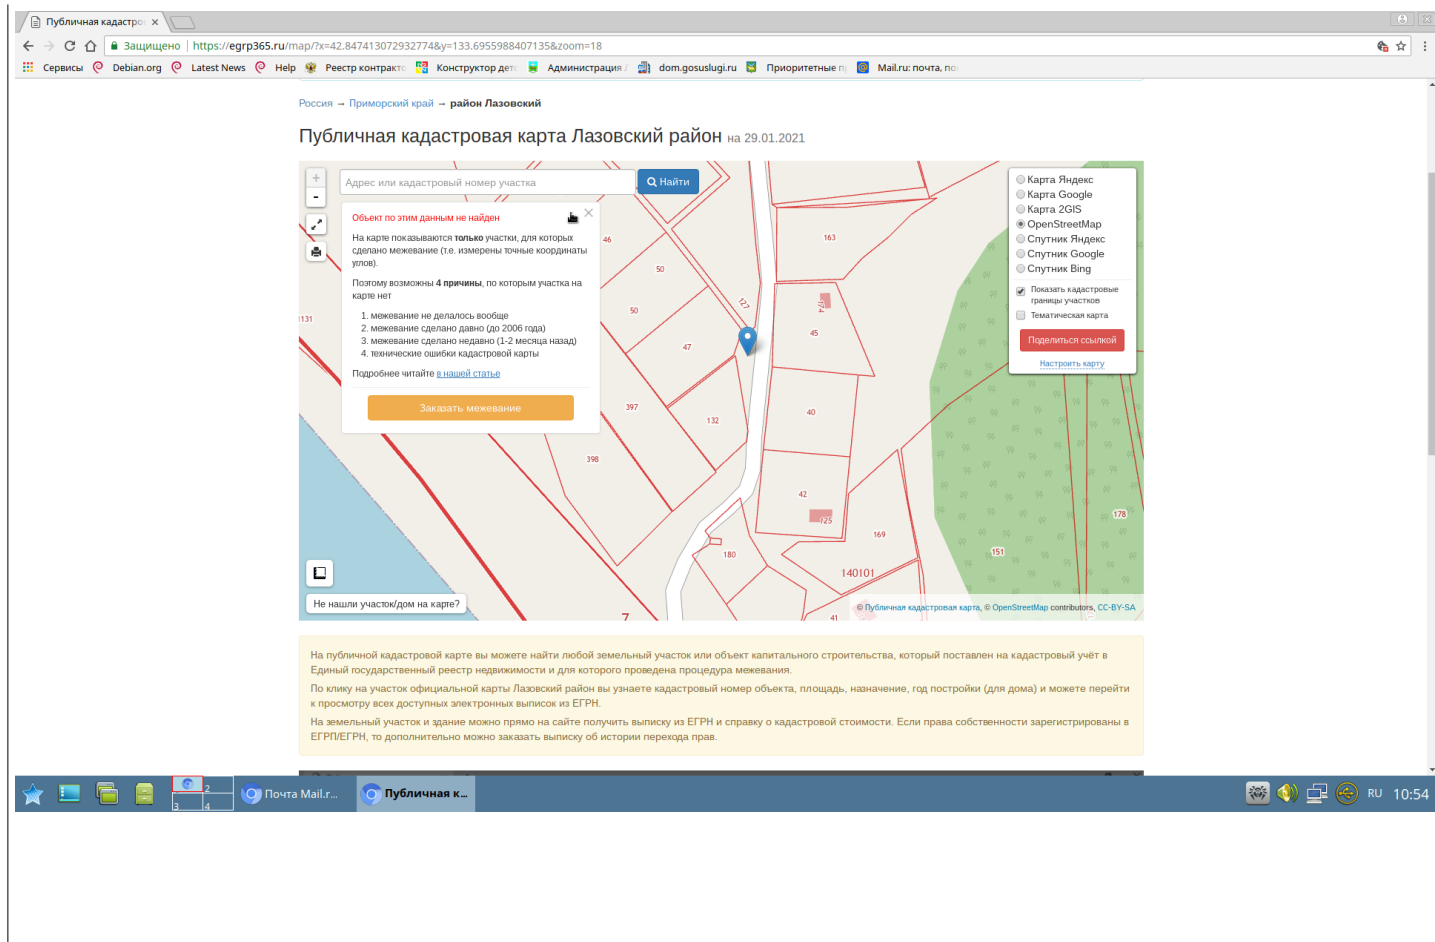 Публичная кадастро
Защищено https://egrp365.ru/map/?x=42.847413072932774&y=133.6955988407135&zoom=18
Сервисы Debian.org Latest News Help Реестр контракто Конструктор дет Администрация dom.gosuslugi.ru Приоритетные п Mail.ru: почта, по
Россия → Приморский край → район Лазовский
Публичная кадастровая карта Лазовский район на 29.01.2021
+
-
Адрес или кадастровый номер участка
Найти
Объект по этим данным не найден
На карте показываются только участки, для которых
сделано межевание (т.е. измерены точные координаты
углов).
Поэтому возможны 4 причины, по которым участка на
карте нет
1. межевание не делалось вообще
2. межевание сделано давно (до 2006 года)
3. межевание сделано недавно (1-2 месяца назад)
4. технические ошибки кадастровой карты
Подробнее читайте в нашей статье
Заказать межевание
Карта Яндекс
Карта Google
Карта 2GIS
OpenStreetMap
Спутник Яндекс
Спутник Google
Спутник Bing
Показать кадастровые
границы участков
Тематическая карта
Поделиться ссылкой
Настроить карту
46
163
50
127
174
50
131
45
47
397
132
40
398
42
125
178
169
151
180
140101
7
41
Не нашли участок/дом на карте?
© Публичная кадастровая карта, © OpenStreetMap contributors, CC-BY-SA
На публичной кадастровой карте вы можете найти любой земельный участок или объект капитального строительства, который поставлен на кадастровый учёт в
Единый государственный реестр недвижимости и для которого проведена процедура межевания.
По клику на участок официальной карты Лазовский район вы узнаете кадастровый номер объекта, площадь, назначение, год постройки (для дома) и можете перейти
к просмотру всех доступных электронных выписок из ЕГРН.
На земельный участок и здание можно прямо на сайте получить выписку из ЕГРН и справку о кадастровой стоимости. Если права собственности зарегистрированы в
ЕГРП/ЕГРН, то дополнительно можно заказать выписку об истории перехода прав.
2
3 4
Почта Mail.r...
Публичная к...
RU 10:54